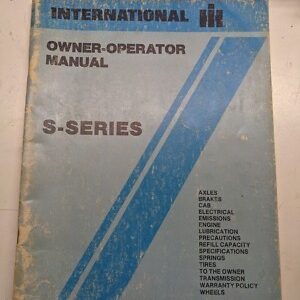 INTERNATIONAL IH
OWNER-OPERATOR
MANUAL
S-SERIES
AXLES
BRAKES
CAB
ELECTRICAL
EMISSIONS
ENGINE
LUBRICATION
PRECAUTIONS
REFILL CAPACITY
SPECIFICATIONS
SPRINGS
TIRES
TO THE OWNER
TRANSMISSION
WARRANTY POLICY
WHEELS